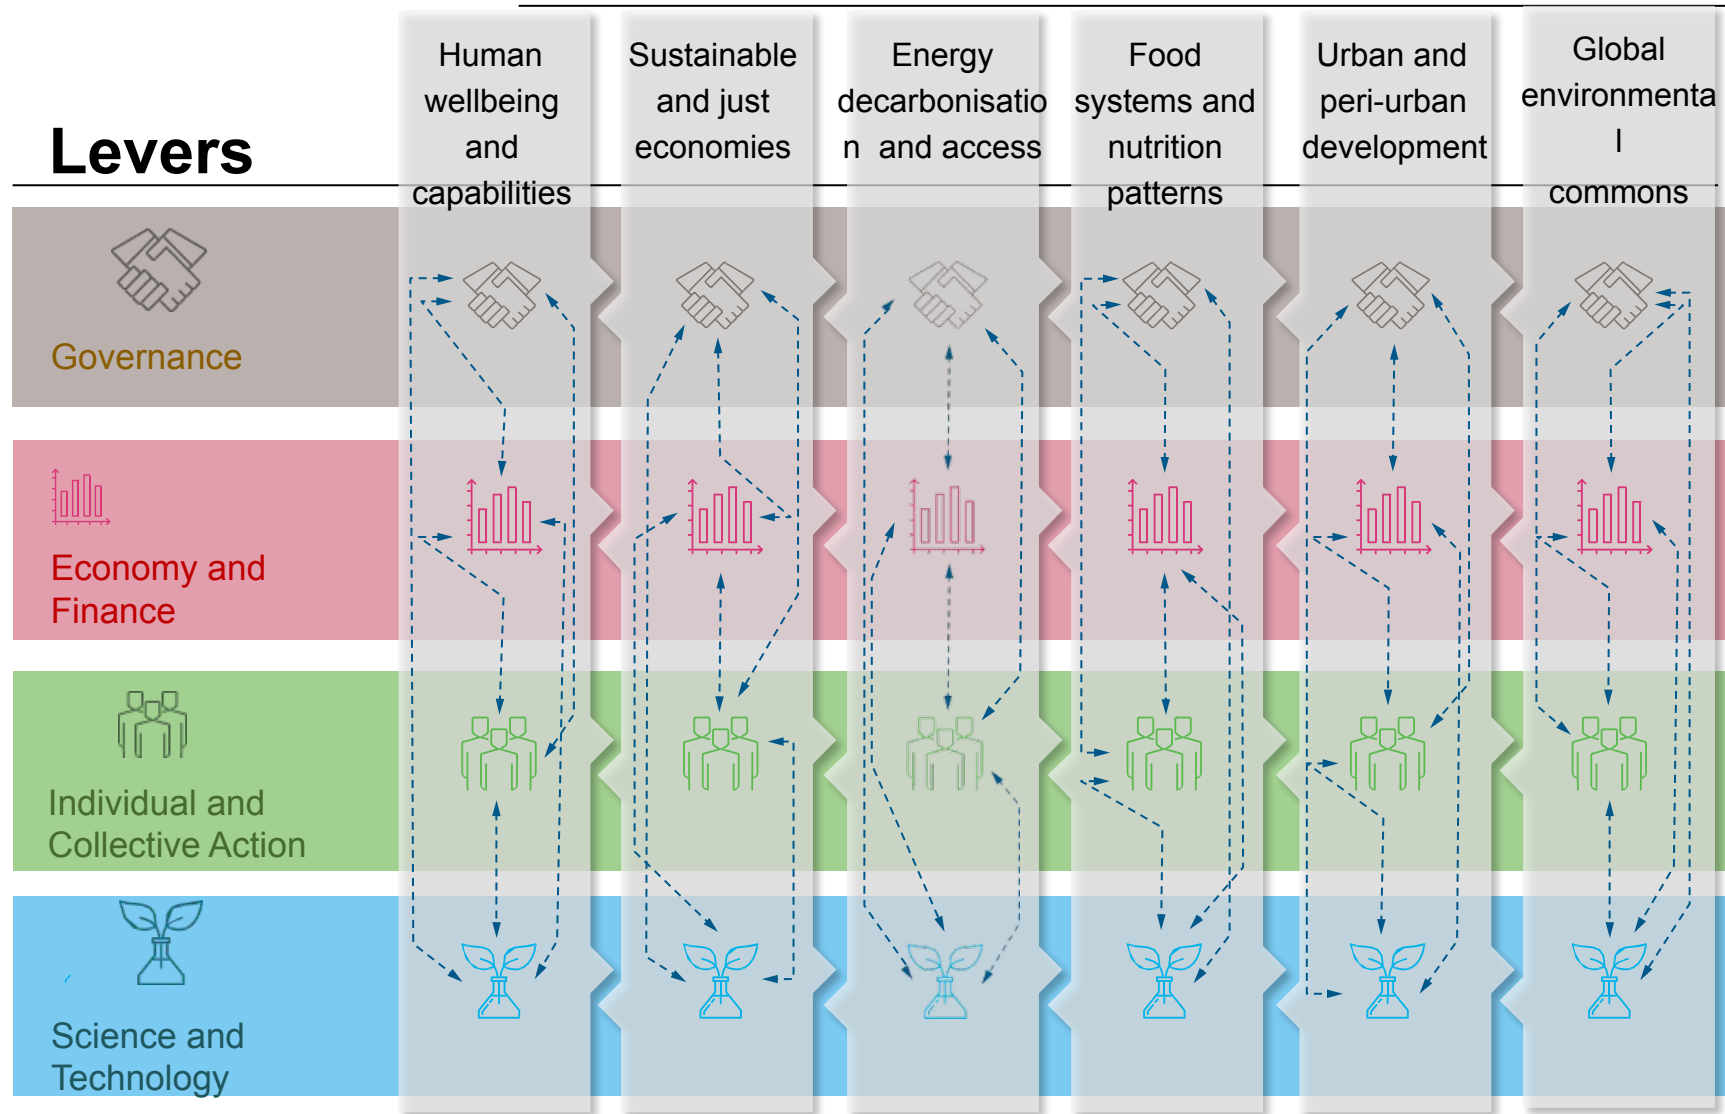 Levers
Human
wellbeing
and
capabilities
Sustainable
and just
economies
Energy
decarbonisatio
n and access
Food
systems and
nutrition
patterns
Urban and
peri-urban
development
Global
environmenta
l
commons
Governance
Economy and
Finance
Individual and
Collective Action
Science and
Technology